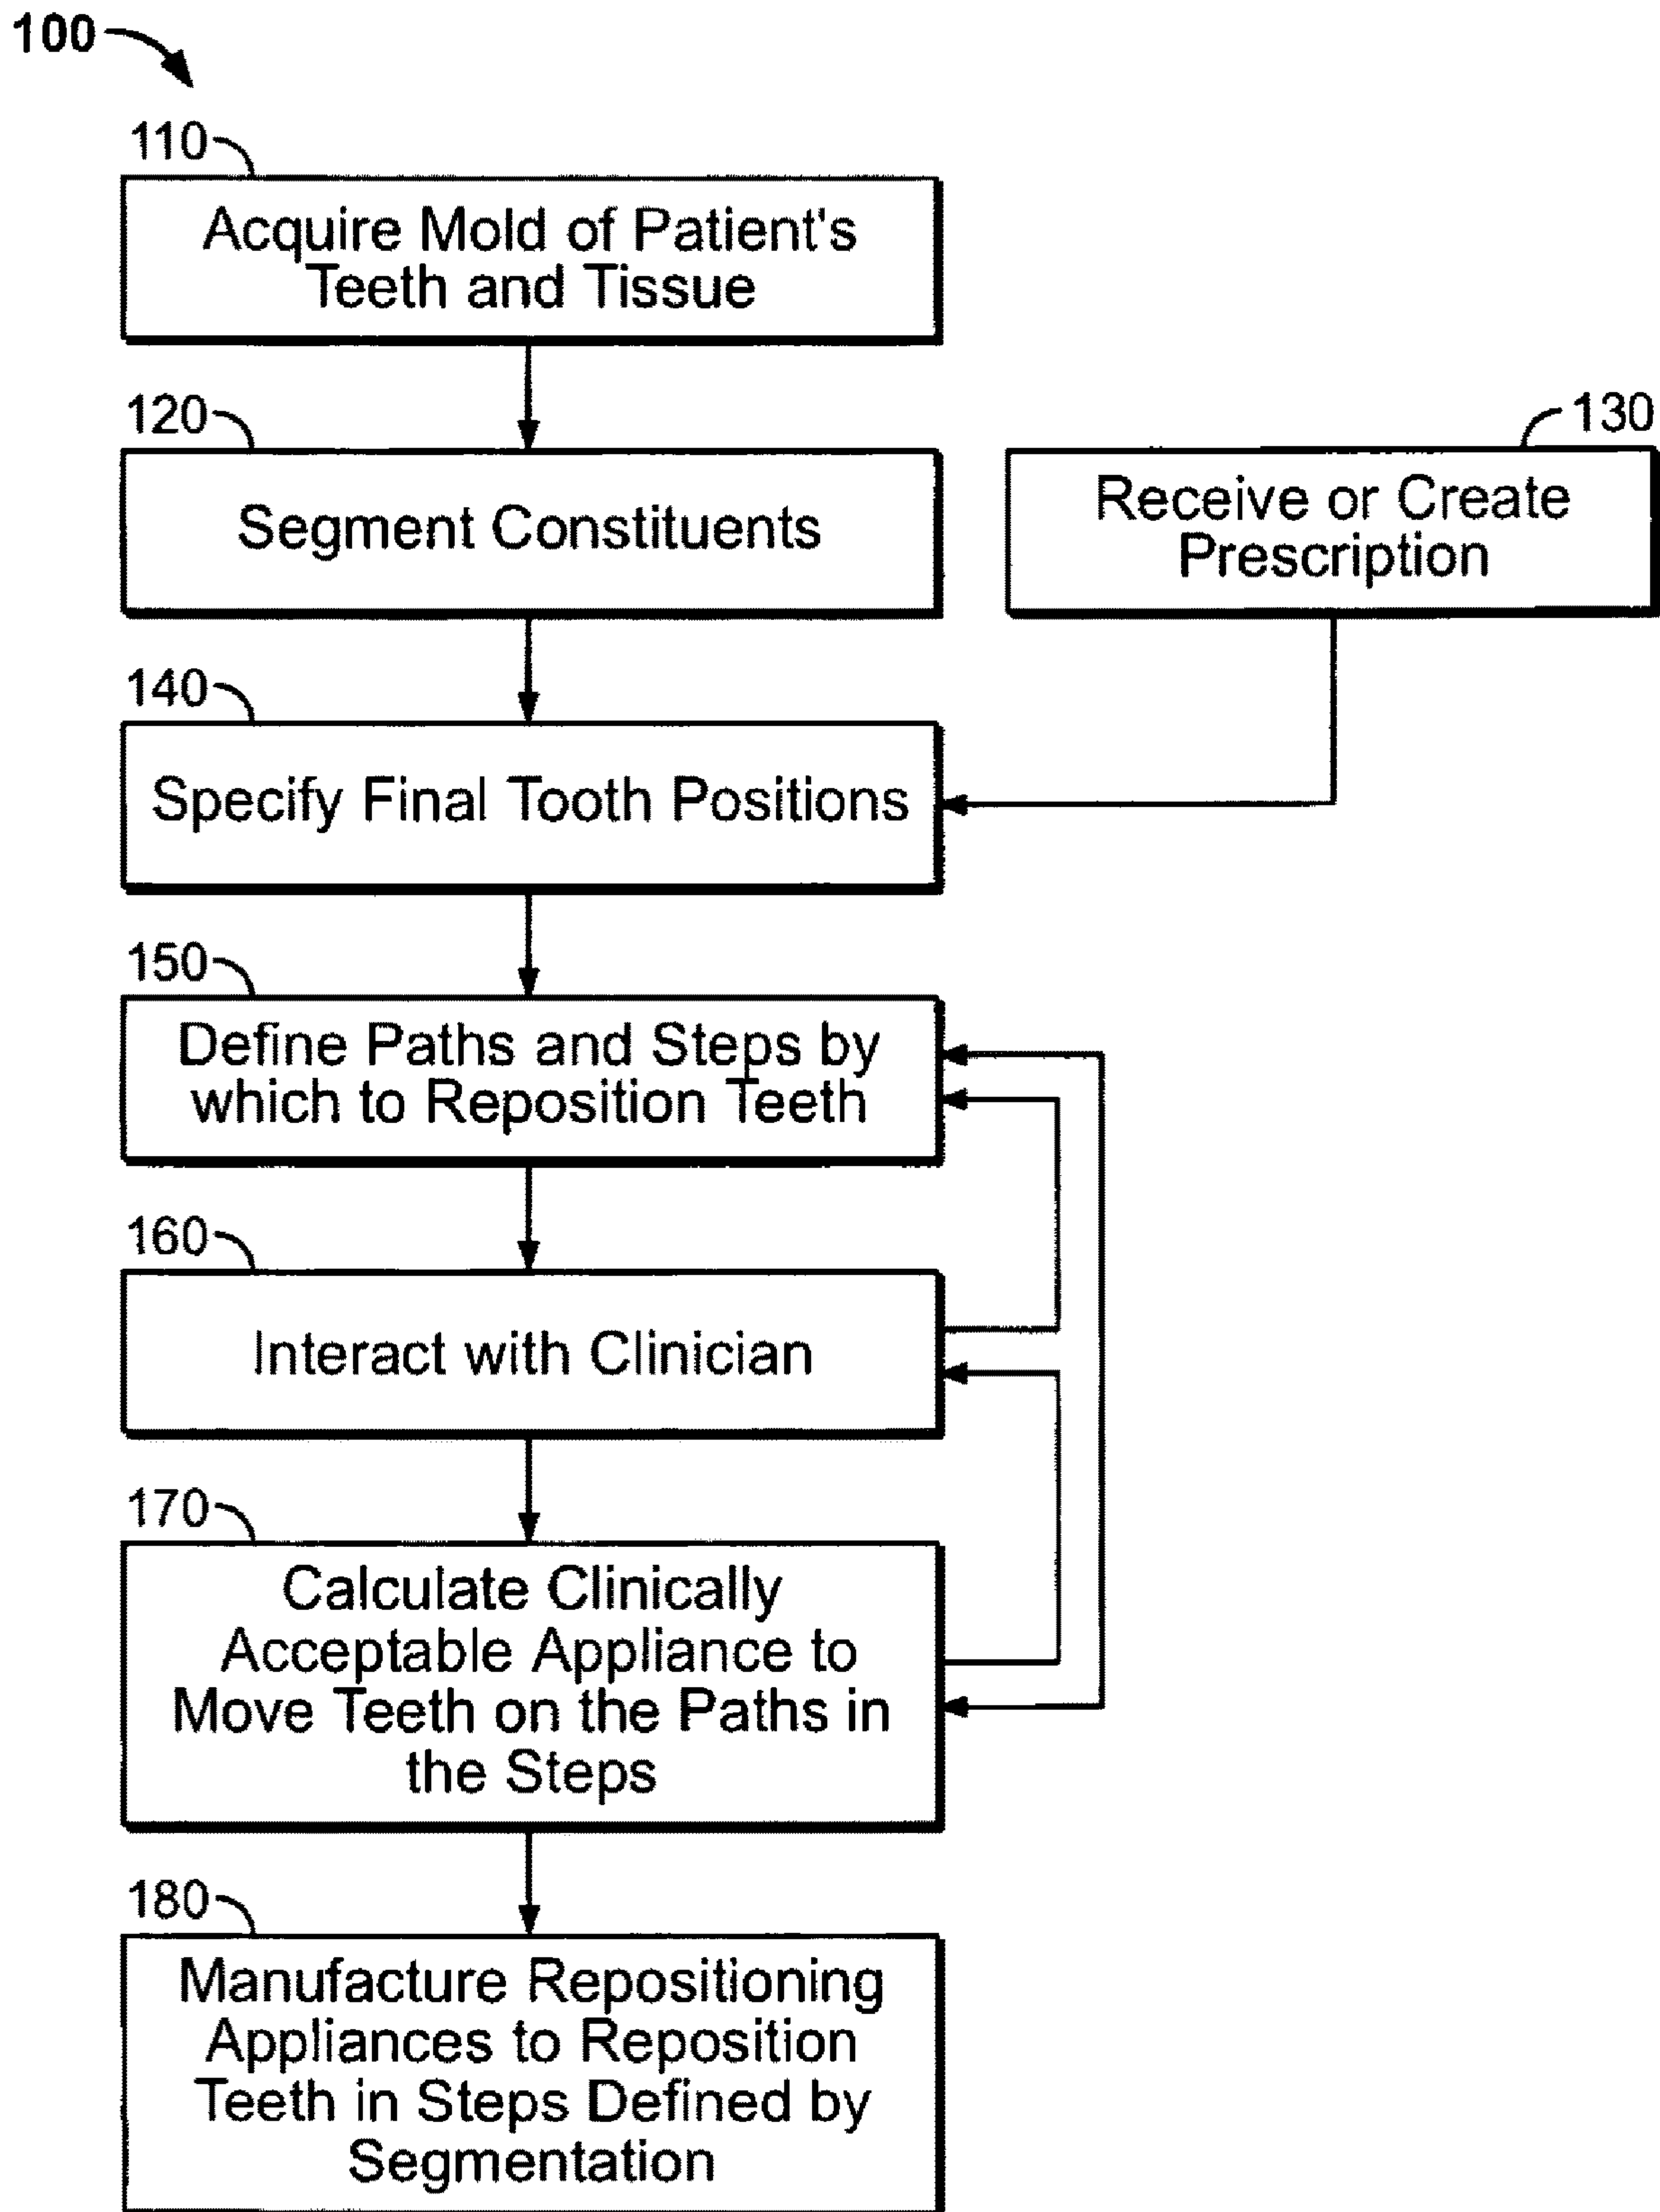 100
110
Acquire Mold of Patient's
Teeth and Tissue
120
Segment Constituents
130
Receive or Create
Prescription
140
Specify Final Tooth Positions
150
Define Paths and Steps by
which to Reposition Teeth
160
Interact with Clinician
170
Calculate Clinically
Acceptable Appliance to
Move Teeth on the Paths in
the Steps
180
Manufacture Repositioning
Appliances to Reposition
Teeth in Steps Defined by
Segmentation